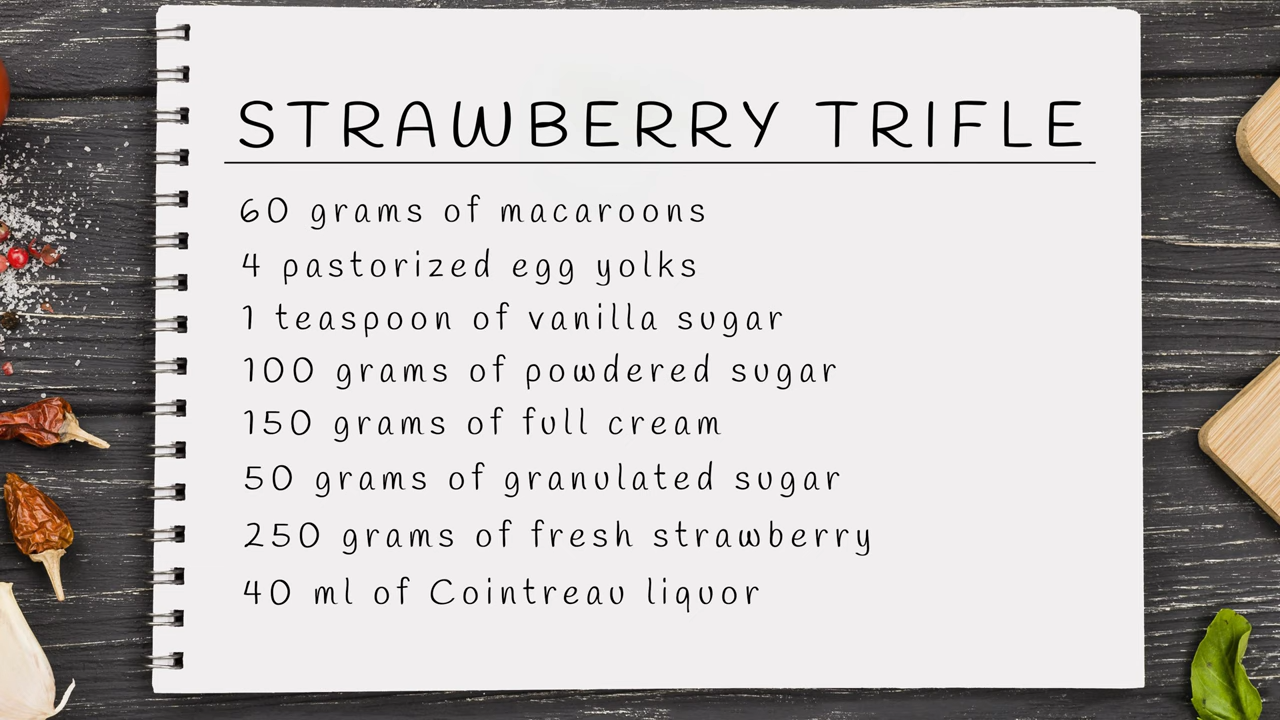 STRAWBERRY TRIFLE
60 grams of macaroons
4 pastorized egg yolks
1 teaspoon of vanilla sugar
100 grams of powdered sugar
150 grams of full cream
50 grams of granulated sugar
250 grams of fresh strawberry
40 ml of Cointreau liquor